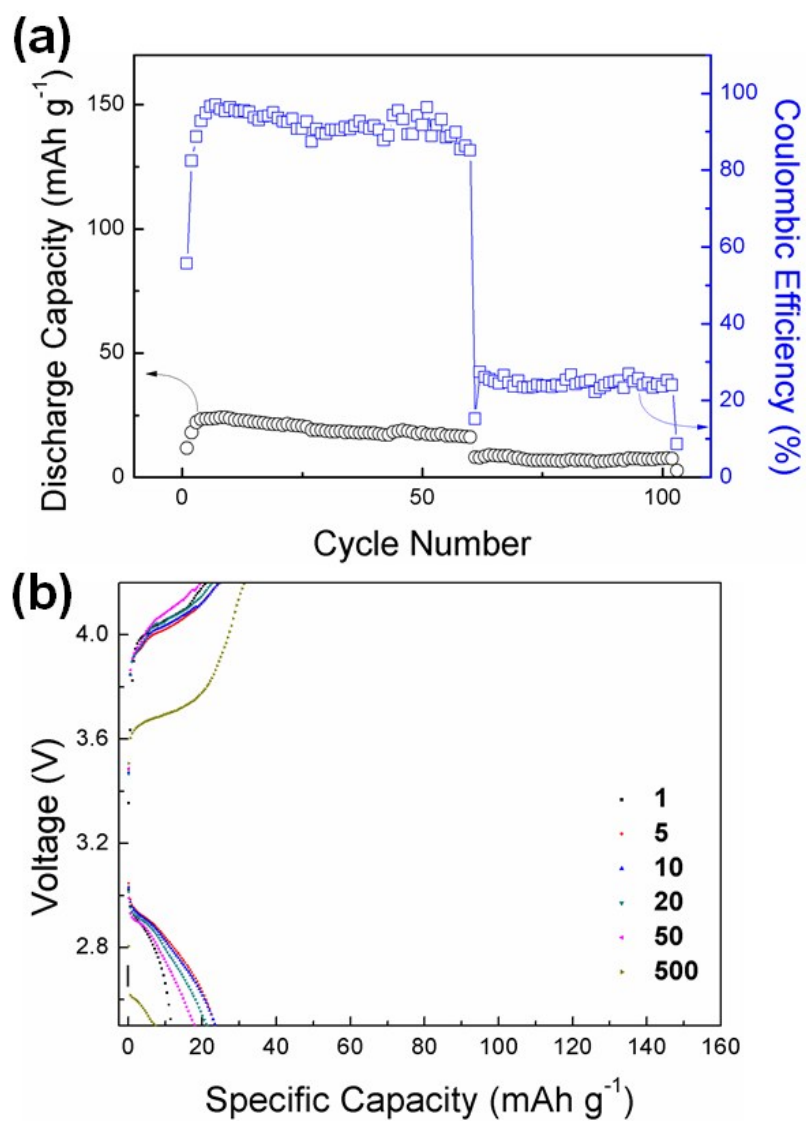 (a)
150
100
50
0
Discharge Capacity (mAh g⁻¹)
100
80
60
40
20
0
Coulombic Efficiency (%)
0 50 100
Cycle Number
(b)
4.0
3.6
3.2
2.8
Voltage (V)
1
5
10
20
50
500
0 20 40 60 80 100 120 140 160
Specific Capacity (mAh g⁻¹)